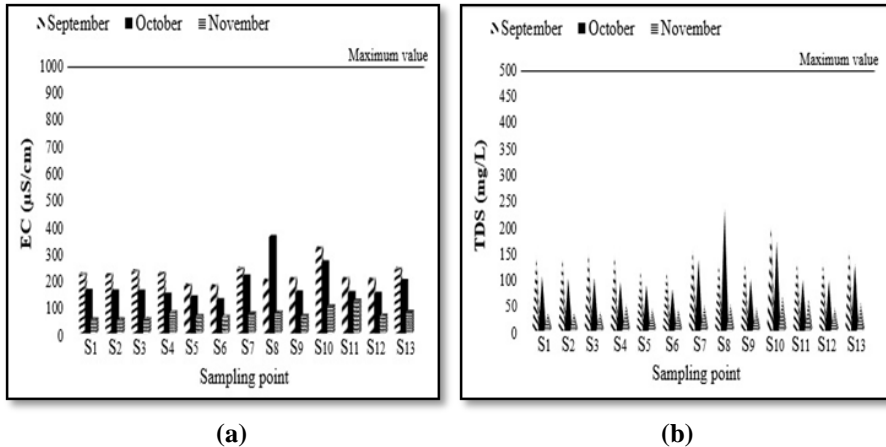 September October November
Maximum value
1000
900
800
700
600
500
400
300
200
100
0
EC (µS/cm)
S1 S2 S3 S4 S5 S6 S7 S8 S9 S10 S11 S12 S13
Sampling point
(a)
September October November
Maximum value
500
450
400
350
300
250
200
150
100
50
0
TDS (mg/L)
S1 S2 S3 S4 S5 S6 S7 S8 S9 S10 S11 S12 S13
Sampling point
(b)